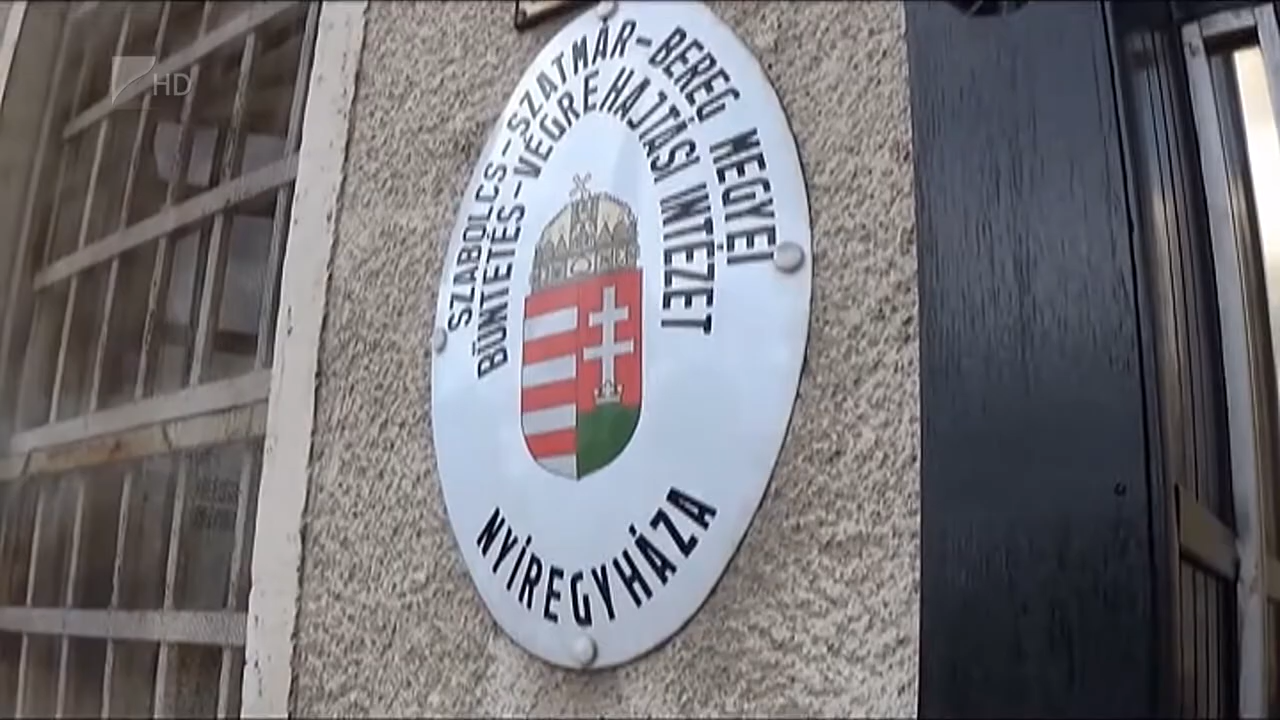 HD
SZABOLCS-SZATMÁR-BEREG MEGYEI
BÜNTETÉS-VÉGREHAJTÁSI INTÉZET
NYÍREGYHÁZA